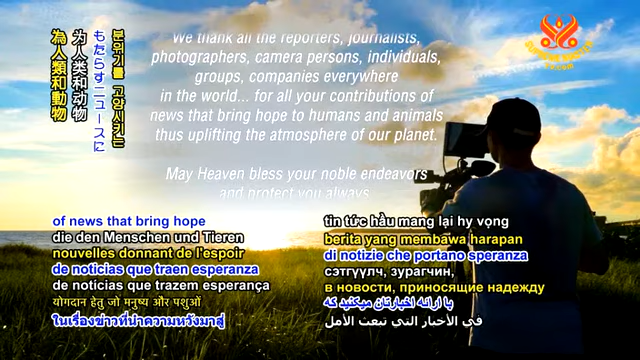 We thank all the reporters, journalists,
photographers, camera persons, individuals,
groups, companies everywhere
in the world... for all your contributions of
news that bring hope to humans and animals
thus uplifting the atmosphere of our planet.
May Heaven bless your noble endeavors
and protect you always.
분위기를 고양시키는
もたらすニュースに
为人类和动物
為人類和動物
of news that bring hope
die den Menschen und Tieren
nouvelles donnant de l'espoir
de noticias que traen esperanza
de notícias que trazem esperança
योगदान हेतु जो मनुष्य और पशुओं
ในเรื่องข่าวที่นำความหวังมาสู่
tin tức hầu mang lại hy vọng
berita yang membawa harapan
di notizie che portano speranza
сэтгүүлч, зурагчин,
в новости, приносящие надежду
با ارائه اخبارتان میکنید که
في الأخبار التي تبعث الأمل